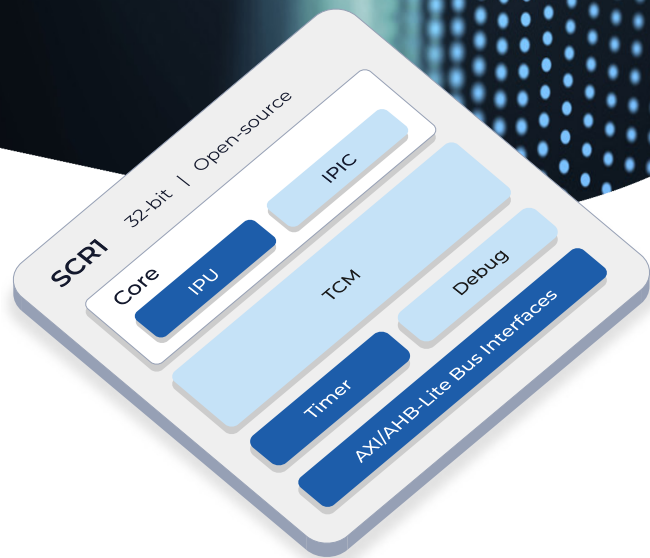 SCR1 32-bit | Open-source
Core
IPU
IPIC
TCM
Timer
Debug
AXI/AHB-Lite Bus Interfaces